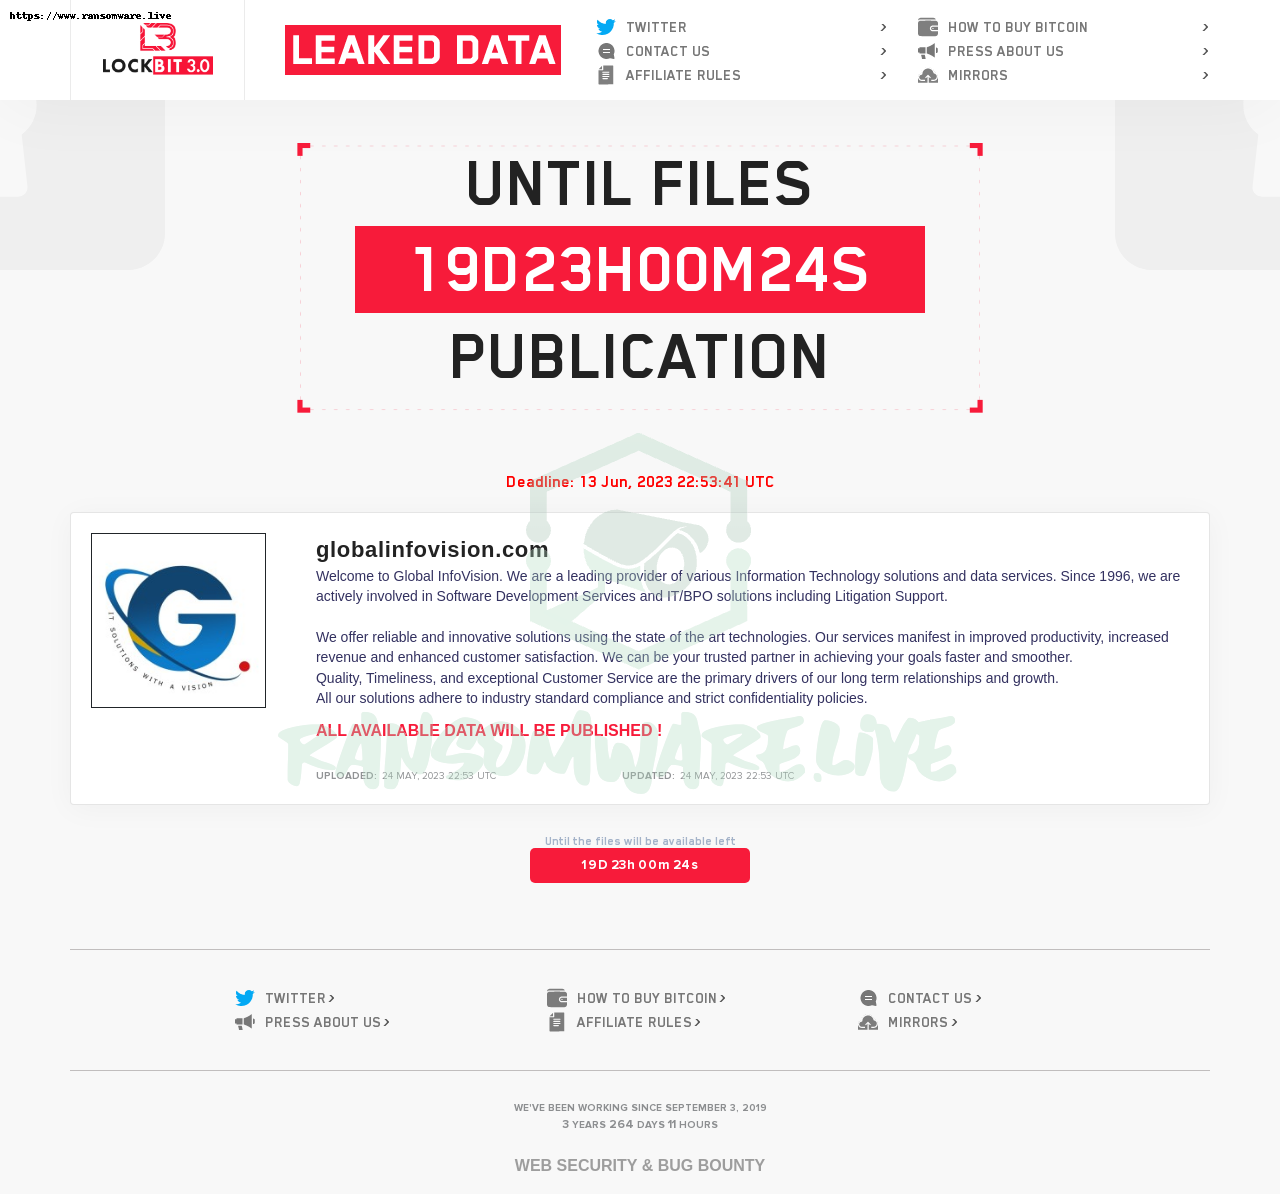 https://www.ransomware.live
LOCKBIT 3.0
LEAKED DATA
TWITTER
CONTACT US
AFFILIATE RULES
HOW TO BUY BITCOIN
PRESS ABOUT US
MIRRORS
UNTIL FILES
19D23H00M24S
PUBLICATION
Deadline: 13 Jun, 2023 22:53:41 UTC
G
IT SOLUTIONS WITH A VISION
globalinfovision.com
Welcome to Global InfoVision. We are a leading provider of various Information Technology solutions and data services. Since 1996, we are
actively involved in Software Development Services and IT/BPO solutions including Litigation Support.
We offer reliable and innovative solutions using the state of the art technologies. Our services manifest in improved productivity, increased
revenue and enhanced customer satisfaction. We can be your trusted partner in achieving your goals faster and smoother.
Quality, Timeliness, and exceptional Customer Service are the primary drivers of our long term relationships and growth.
All our solutions adhere to industry standard compliance and strict confidentiality policies.
ALL AVAILABLE DATA WILL BE PUBLISHED !
RANSOMWARE.LIVE
UPLOADED: 24 MAY, 2023 22:53 UTC
UPDATED: 24 MAY, 2023 22:53 UTC
Until the files will be available left
19D 23h 00m 24s
TWITTER
PRESS ABOUT US
HOW TO BUY BITCOIN
AFFILIATE RULES
CONTACT US
MIRRORS
WE'VE BEEN WORKING SINCE SEPTEMBER 3, 2019
3 YEARS 264 DAYS 11 HOURS
WEB SECURITY & BUG BOUNTY